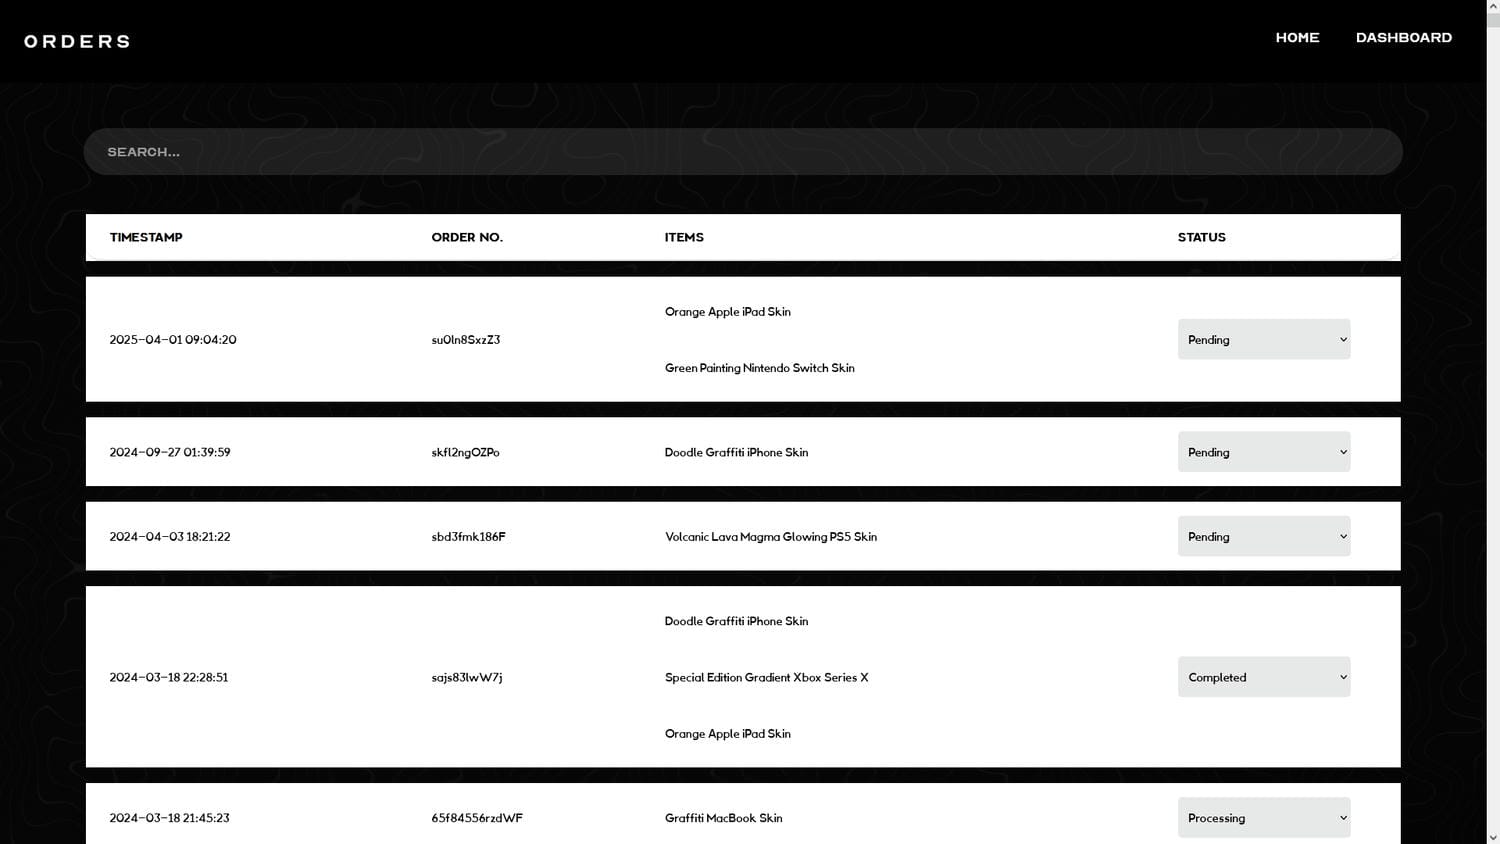 ORDERS
HOME DASHBOARD
SEARCH...
TIMESTAMP ORDER NO. ITEMS STATUS
Orange Apple iPad Skin
2025-04-01 09:04:20 su0ln8SxzZ3 Pending
Green Painting Nintendo Switch Skin
2024-09-27 01:39:59 skfl2ngOZPo Doodle Graffiti iPhone Skin Pending
2024-04-03 18:21:22 sbd3fmk186F Volcanic Lava Magma Glowing PS5 Skin Pending
Doodle Graffiti iPhone Skin
2024-03-18 22:28:51 sajs83lwW7j Special Edition Gradient Xbox Series X Completed
Orange Apple iPad Skin
2024-03-18 21:45:23 65f84556rzdWF Graffiti MacBook Skin Processing